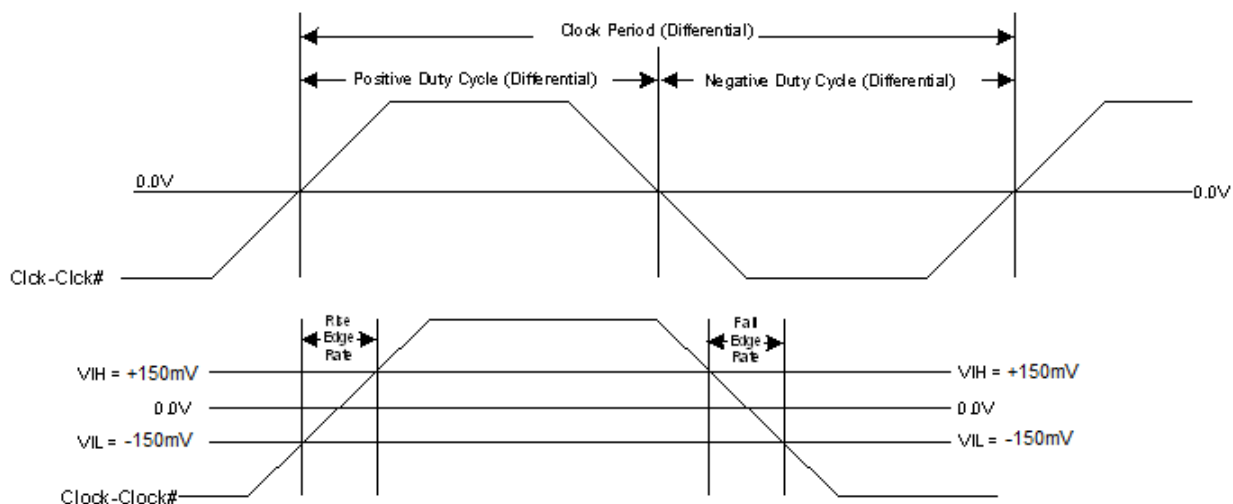 Clock Period (Differential)
Positive Duty Cycle (Differential)
Negative Duty Cycle (Differential)
0.0V
0.0V
Clck-Clck#
Rise
Edge
Rate
Fall
Edge
Rate
VIH = +150mV
VIH = +150mV
0.0V
0.0V
VIL = -150mV
VIL = -150mV
Clock-Clock#